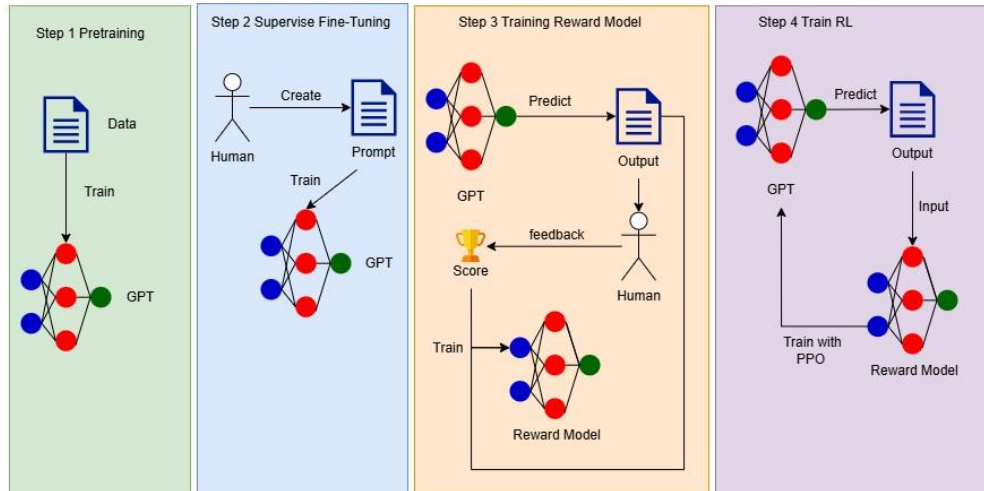 Step 1 Pretraining
Data
Train
GPT
Step 2 Supervise Fine-Tuning
Create
Human
Prompt
Train
GPT
Step 3 Training Reward Model
Predict
Output
GPT
feedback
Score
Human
Train
Reward Model
Step 4 Train RL
Predict
Output
GPT
Input
Train with
PPO
Reward Model